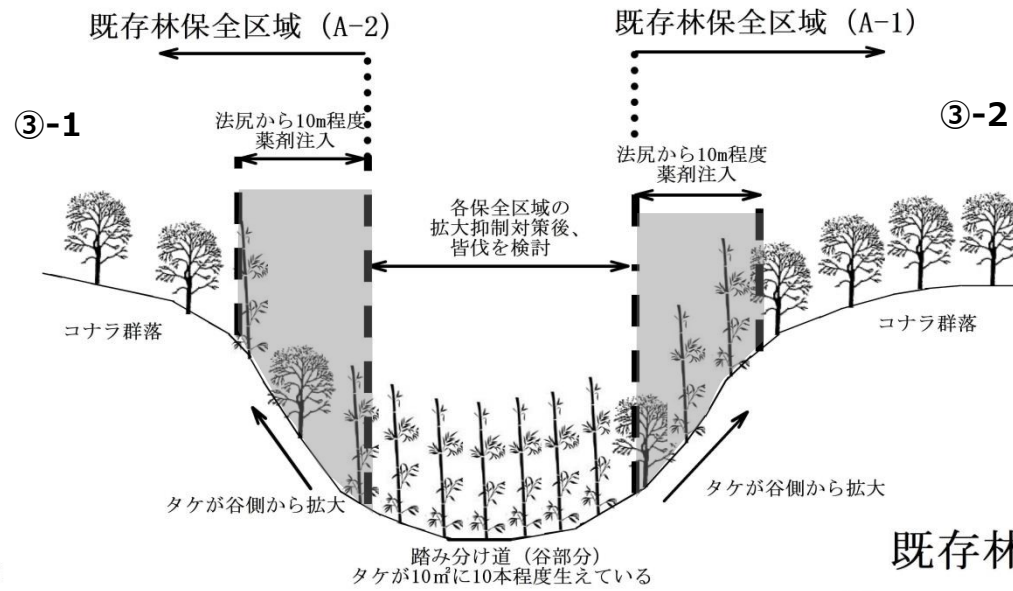 既存林保全区域 (A-2)
既存林保全区域 (A-1)
③-1
法尻から10m程度
薬剤注入
③-2
法尻から10m程度
薬剤注入
各保全区域の
拡大抑制対策後、
皆伐を検討
コナラ群落
コナラ群落
タケが谷側から拡大
タケが谷側から拡大
踏み分け道 (谷部分)
タケが10㎡に10本程度生えている
既存林